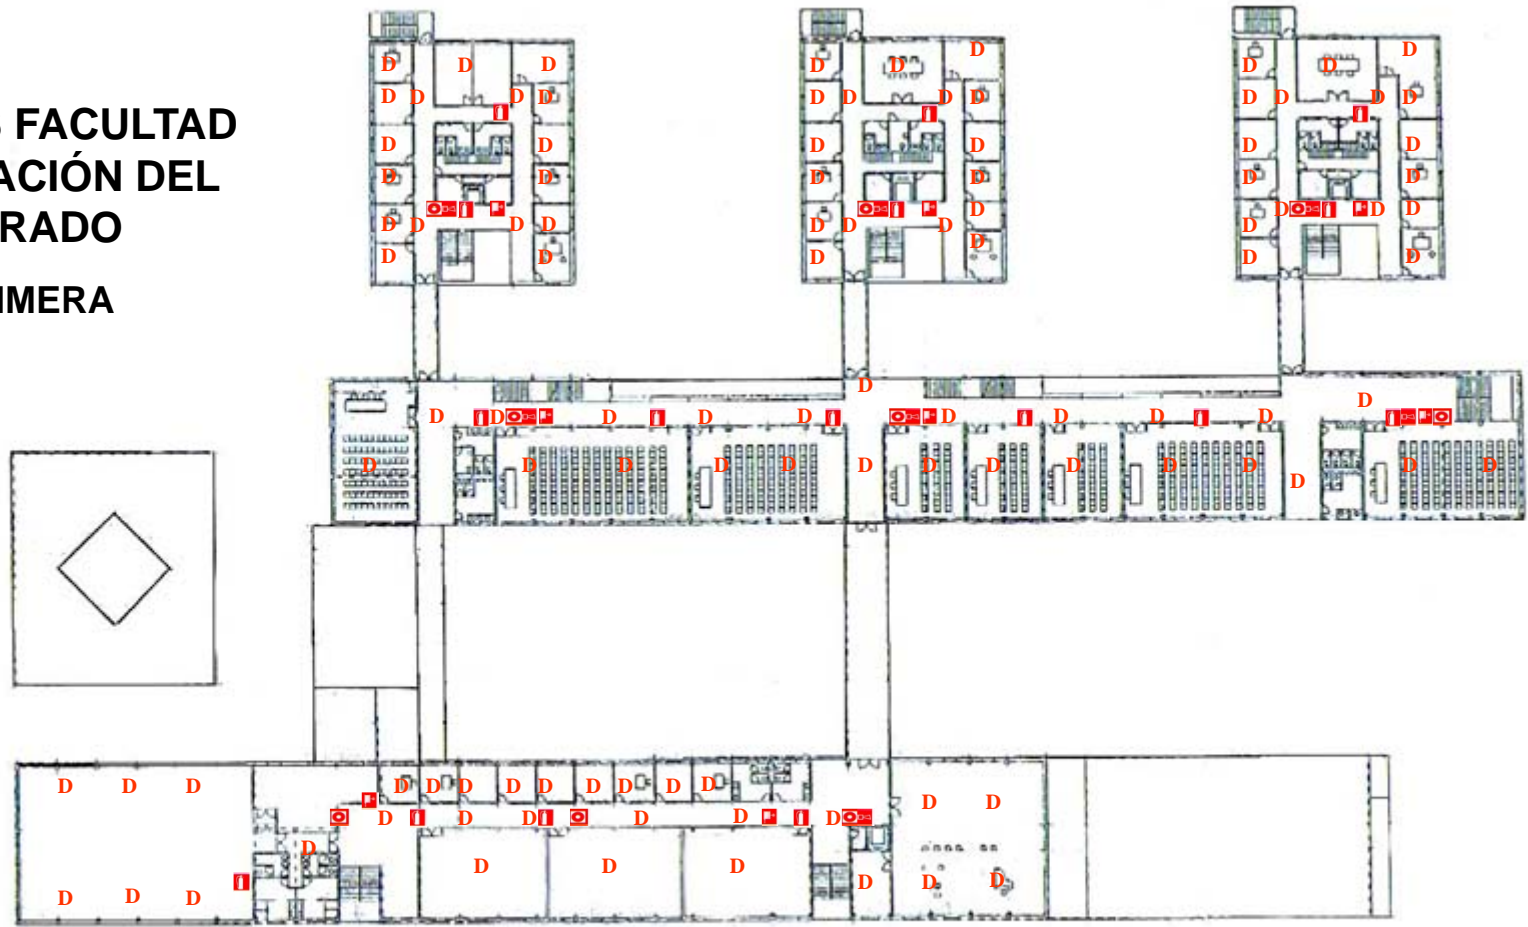 S FACULTAD
ACIÓN DEL
RADO
IMERA
D D D D D D D D D
D D D D D D D D D D D D
D D D D D D
D D D D D D
D D D D D D D D D D D D
D D D D D D
D
D D D D D D D D D D
D D D D D D D D D D D D D D
D D D D D D D D D D D D
D D
D D D D D D
D
D D D
D D D
D D D